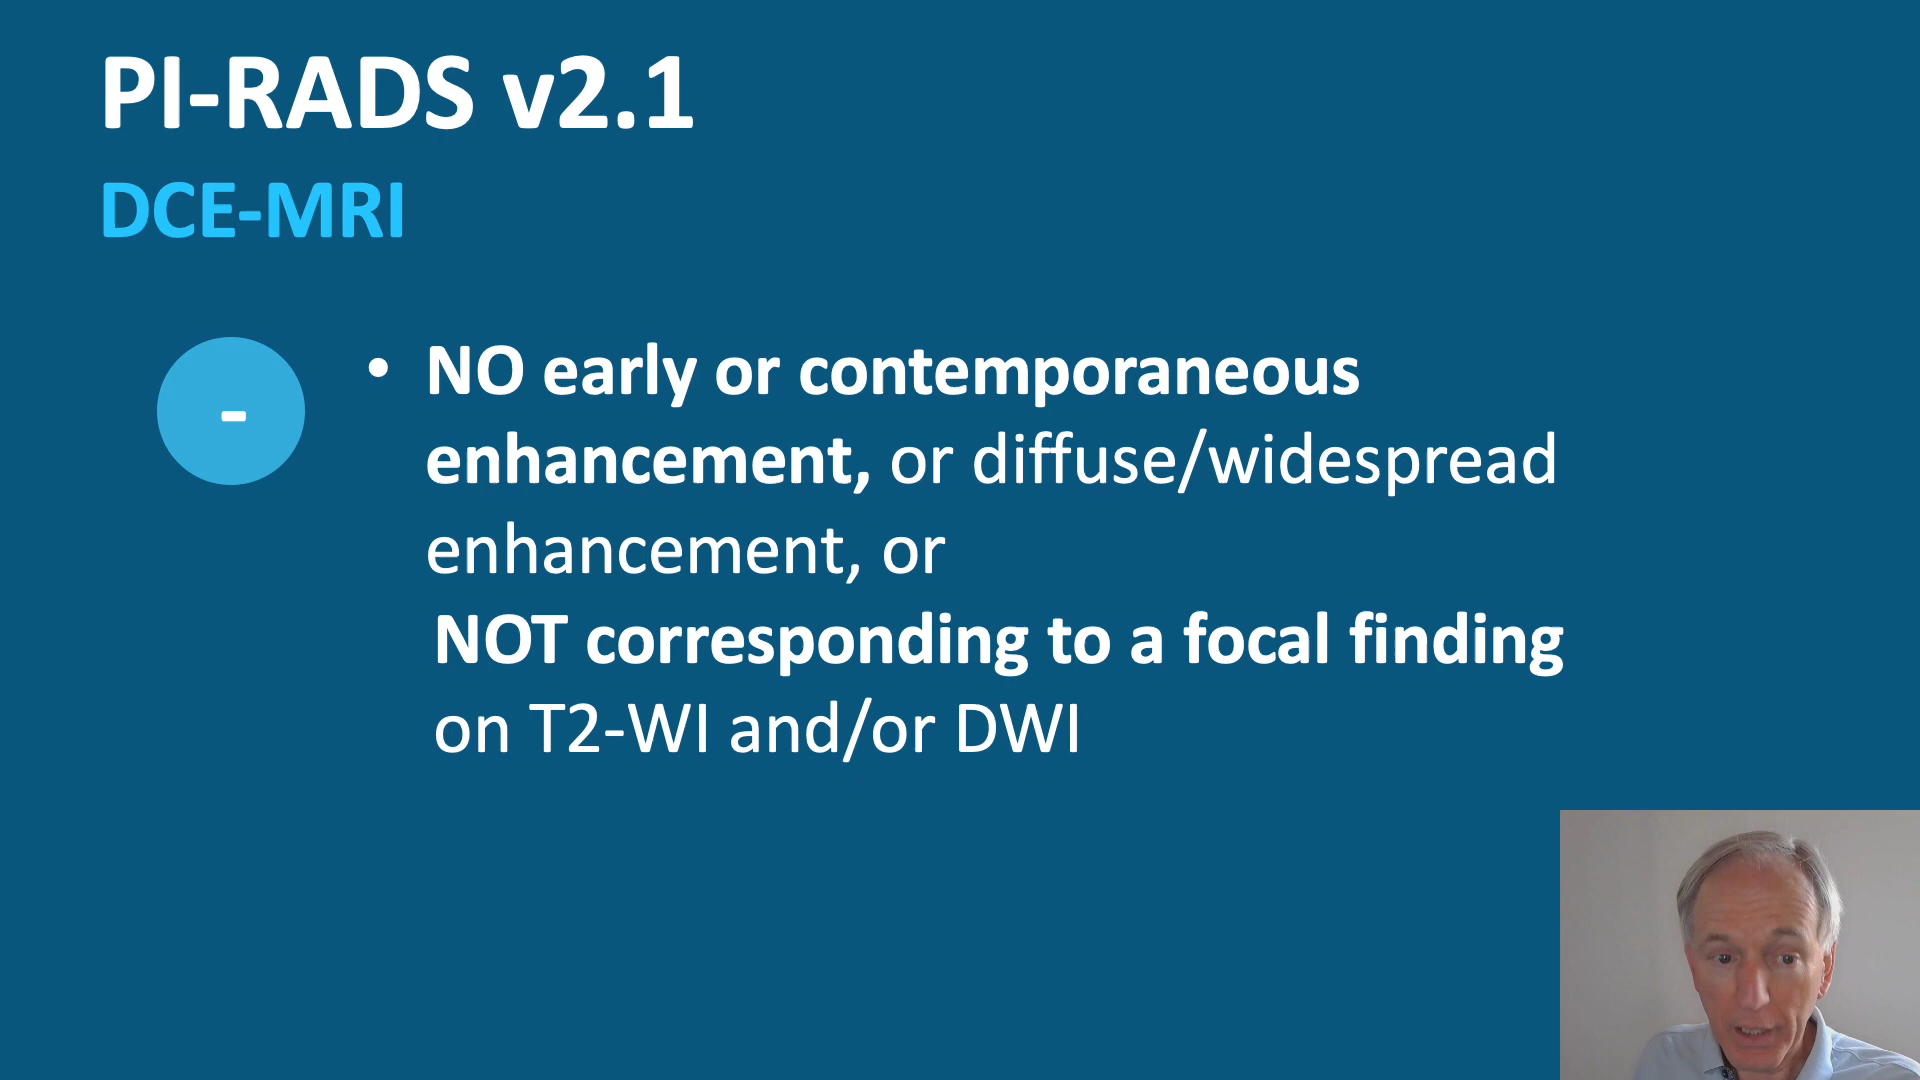 PI-RADS v2.1
DCE-MRI
-
• NO early or contemporaneous
enhancement, or diffuse/widespread
enhancement, or
NOT corresponding to a focal finding
on T2-WI and/or DWI